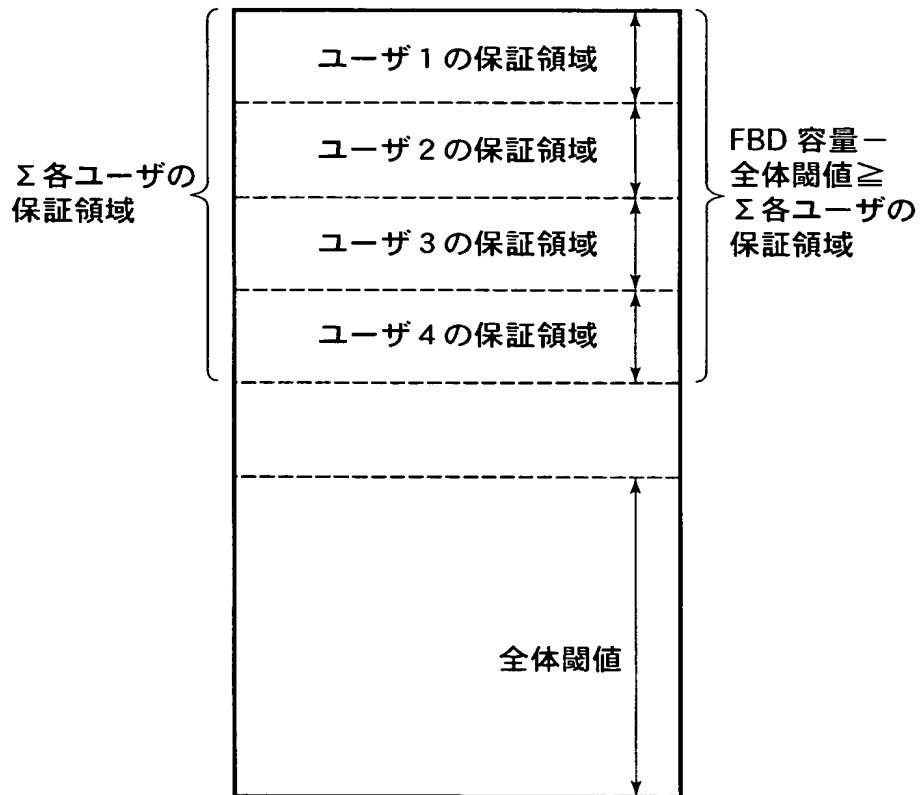 ユーザ1の保証領域
ユーザ2の保証領域
ユーザ3の保証領域
ユーザ4の保証領域
Σ各ユーザの
保証領域
FBD 容量－
全体閾値≧
Σ各ユーザの
保証領域
全体閾値